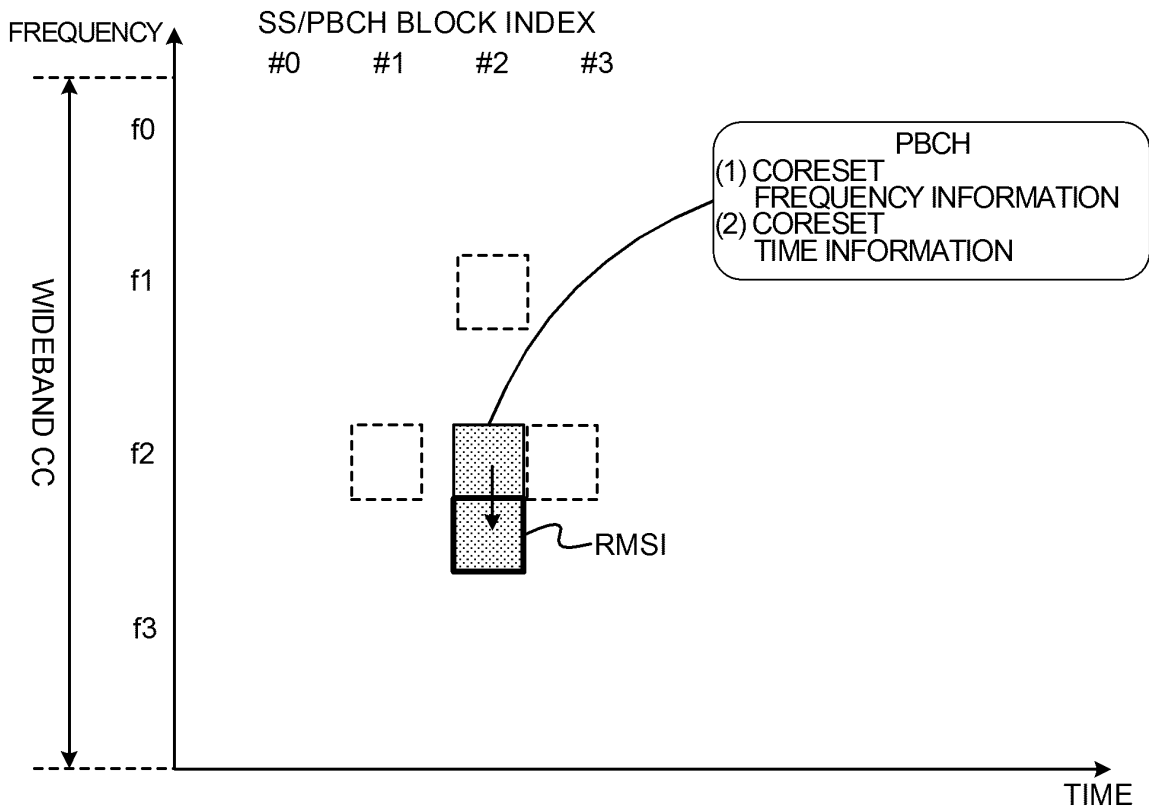 FREQUENCY
SS/PBCH BLOCK INDEX
#0 #1 #2 #3
f0
PBCH
(1) CORESET
FREQUENCY INFORMATION
(2) CORESET
TIME INFORMATION
f1
WIDEBAND CC
f2
RMSI
f3
TIME